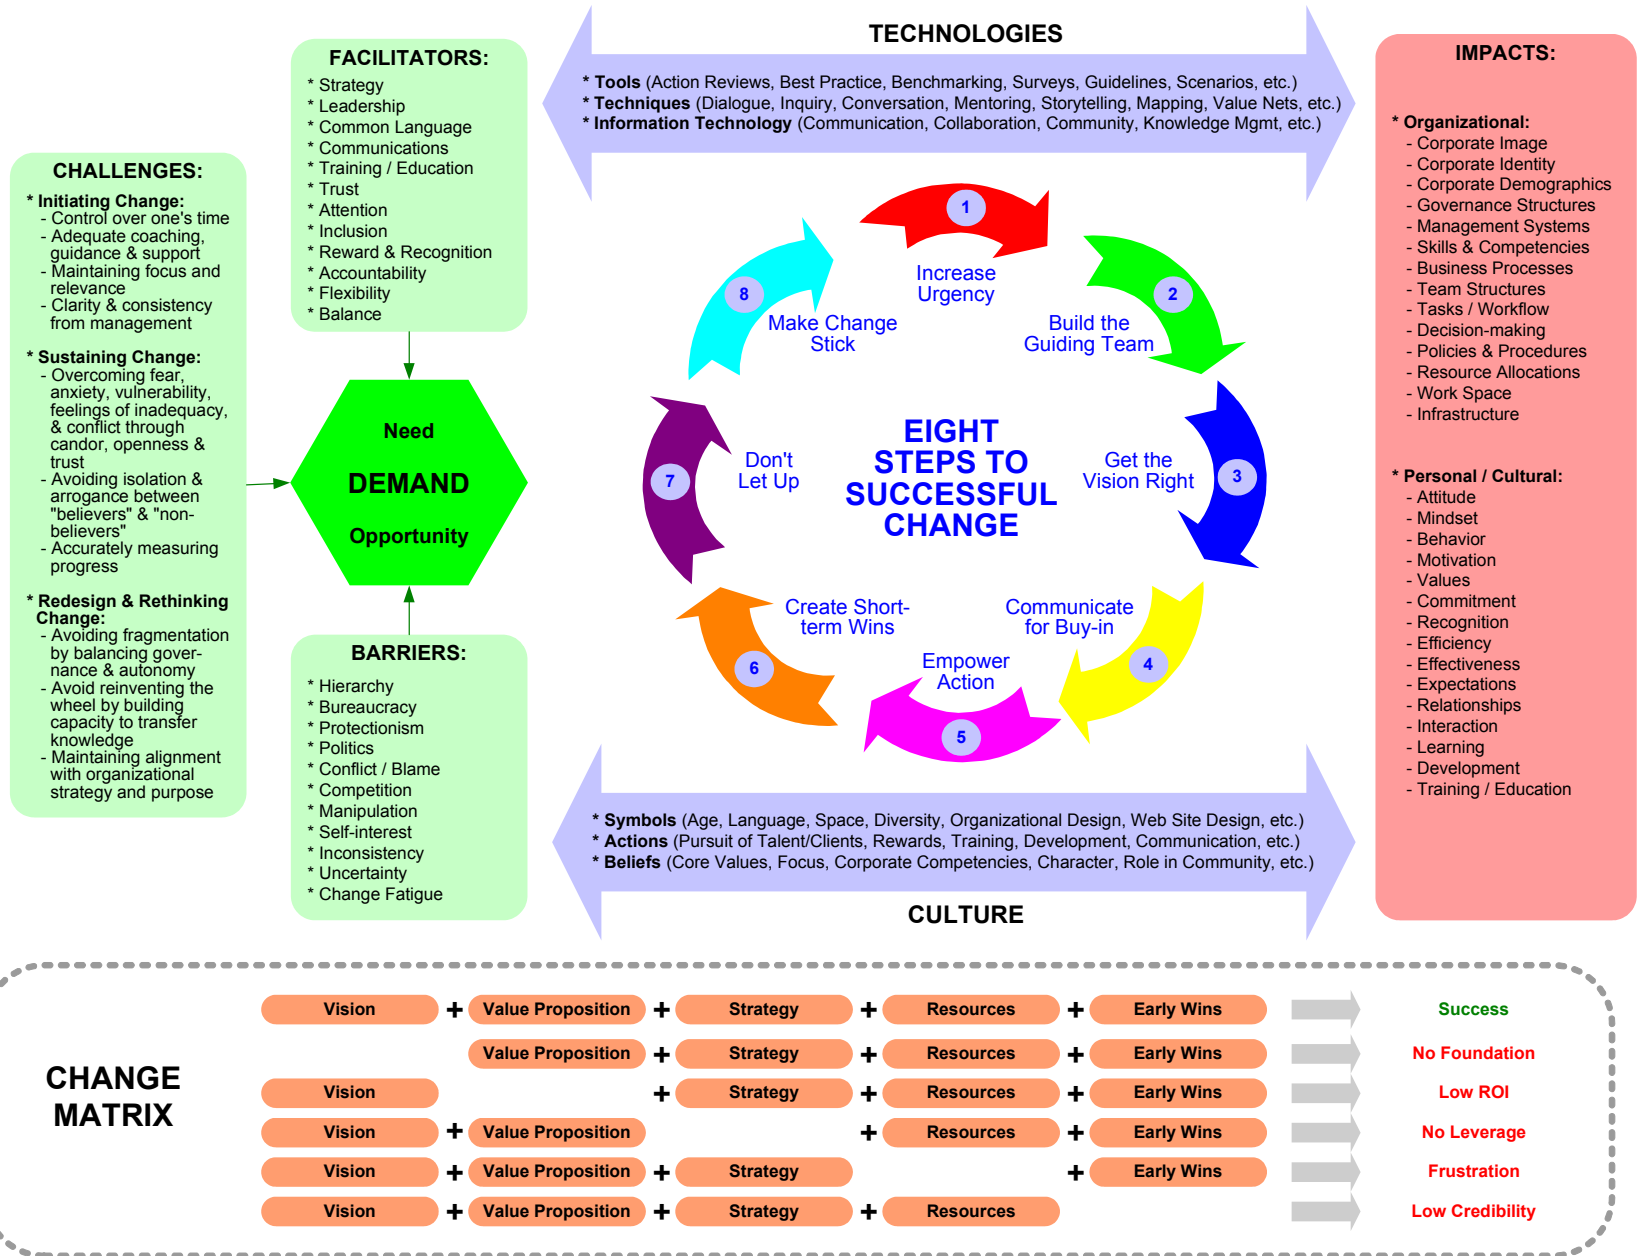 TECHNOLOGIES
* Tools (Action Reviews, Best Practice, Benchmarking, Surveys, Guidelines, Scenarios, etc.)
* Techniques (Dialogue, Inquiry, Conversation, Mentoring, Storytelling, Mapping, Value Nets, etc.)
* Information Technology (Communication, Collaboration, Community, Knowledge Mgmt, etc.)
FACILITATORS:
* Strategy
* Leadership
* Common Language
* Communications
* Training / Education
* Trust
* Attention
* Inclusion
* Reward & Recognition
* Accountability
* Flexibility
* Balance
CHALLENGES:
* Initiating Change:
- Control over one's time
- Adequate coaching,
guidance & support
- Maintaining focus and
relevance
- Clarity & consistency
from management
* Sustaining Change:
- Overcoming fear,
anxiety, vulnerability,
feelings of inadequacy,
& conflict through
candor, openness &
trust
- Avoiding isolation &
arrogance between
"believers" & "non-
believers"
- Accurately measuring
progress
* Redesign & Rethinking
Change:
- Avoiding fragmentation
by balancing gover-
nance & autonomy
- Avoid reinventing the
wheel by building
capacity to transfer
knowledge
- Maintaining alignment
with organizational
strategy and purpose
Need
DEMAND
Opportunity
BARRIERS:
* Hierarchy
* Bureaucracy
* Protectionism
* Politics
* Conflict / Blame
* Competition
* Manipulation
* Self-interest
* Inconsistency
* Uncertainty
* Change Fatigue
EIGHT
STEPS TO
SUCCESSFUL
CHANGE
1
Increase
Urgency
2
Build the
Guiding Team
3
Get the
Vision Right
4
Communicate
for Buy-in
5
Empower
Action
6
Create Short-
term Wins
7
Don't
Let Up
8
Make Change
Stick
* Symbols (Age, Language, Space, Diversity, Organizational Design, Web Site Design, etc.)
* Actions (Pursuit of Talent/Clients, Rewards, Training, Development, Communication, etc.)
* Beliefs (Core Values, Focus, Corporate Competencies, Character, Role in Community, etc.)
CULTURE
IMPACTS:
* Organizational:
- Corporate Image
- Corporate Identity
- Corporate Demographics
- Governance Structures
- Management Systems
- Skills & Competencies
- Business Processes
- Team Structures
- Tasks / Workflow
- Decision-making
- Policies & Procedures
- Resource Allocations
- Work Space
- Infrastructure
* Personal / Cultural:
- Attitude
- Mindset
- Behavior
- Motivation
- Values
- Commitment
- Recognition
- Efficiency
- Effectiveness
- Expectations
- Relationships
- Interaction
- Learning
- Development
- Training / Education
CHANGE
MATRIX
Vision + Value Proposition + Strategy + Resources + Early Wins Success
Value Proposition + Strategy + Resources + Early Wins No Foundation
Vision + Strategy + Resources + Early Wins Low ROI
Vision + Value Proposition + Resources + Early Wins No Leverage
Vision + Value Proposition + Strategy + Early Wins Frustration
Vision + Value Proposition + Strategy + Resources Low Credibility